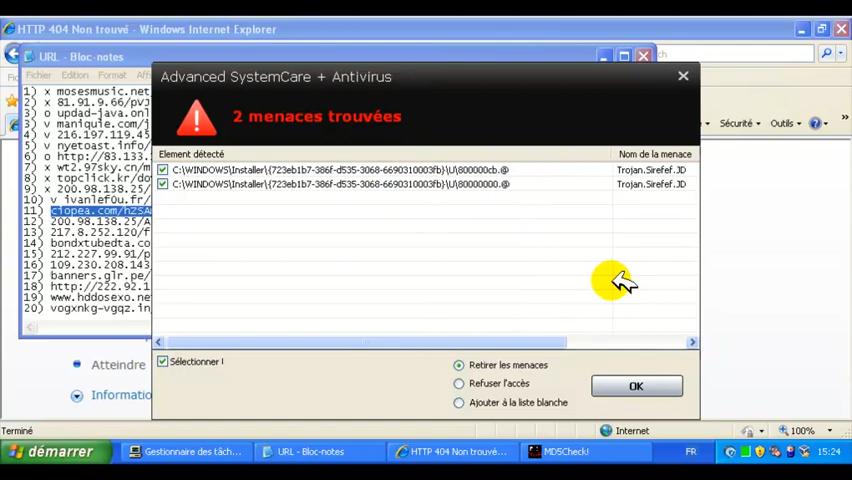 HTTP 404 Non trouvé - Windows Internet Explorer
URL - Bloc-notes
Fichier Edition Format
1) x mosesmusic.net
2) x 81.91.9.66/pvJ
3) o updad-java.onl
3) v maniquie.com/
4) v 216.197.119.45
5) v nyetoast.info/
6) o http://83.133.
7) x wt2.97sky.cn/m
8) x topclick.kr/do
9) x 200.98.138.25/
10) v ivanlef0u.fr/
11) ciopea.com/hZSA
12) 200.98.138.25/A
13) 217.8.252.120/f
14) bondxtubedta.co
15) 212.227.99.91/p
16) 109.230.208.143
17) banners.glr.pe/
18) http://222.92.1
19) www.hddosexo.ne
20) vogxnkg-vgqz.in
Advanced SystemCare + Antivirus
2 menaces trouvées
Element détecté Nom de la menace
C:\WINDOWS\Installer\{723eb1b7-386f-d535-3068-6690310003fb}\U\800000cb.@ Trojan.Sirefef.JD
C:\WINDOWS\Installer\{723eb1b7-386f-d535-3068-6690310003fb}\U\80000000.@ Trojan.Sirefef.JD
Sélectionner l
Retirer les menaces
Refuser l'accès
Ajouter à la liste blanche
OK
Sécurité Outils
Atteindre
Informatio
Terminé Internet 100%
démarrer Gestionnaire des tâch... URL - Bloc-notes HTTP 404 Non trouvé... MD5Check! FR 15:24